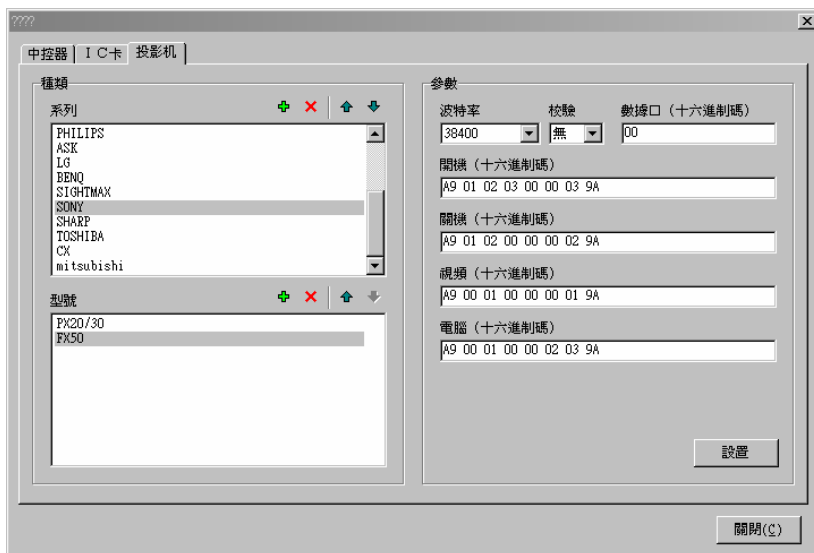 ????
中控器 ＩＣ卡 投影机
種類
系列
PHILIPS
ASK
LG
BENQ
SIGHTMAX
SONY
SHARP
TOSHIBA
CX
mitsubishi
型號
PX20/30
FX50
參數
波特率 校驗 數據口（十六進制碼）
38400 無 00
開機（十六進制碼）
A9 01 02 03 00 00 03 9A
關機（十六進制碼）
A9 01 02 00 00 00 02 9A
視頻（十六進制碼）
A9 00 01 00 00 00 01 9A
電腦（十六進制碼）
A9 00 01 00 00 02 03 9A
設置
關閉(C)